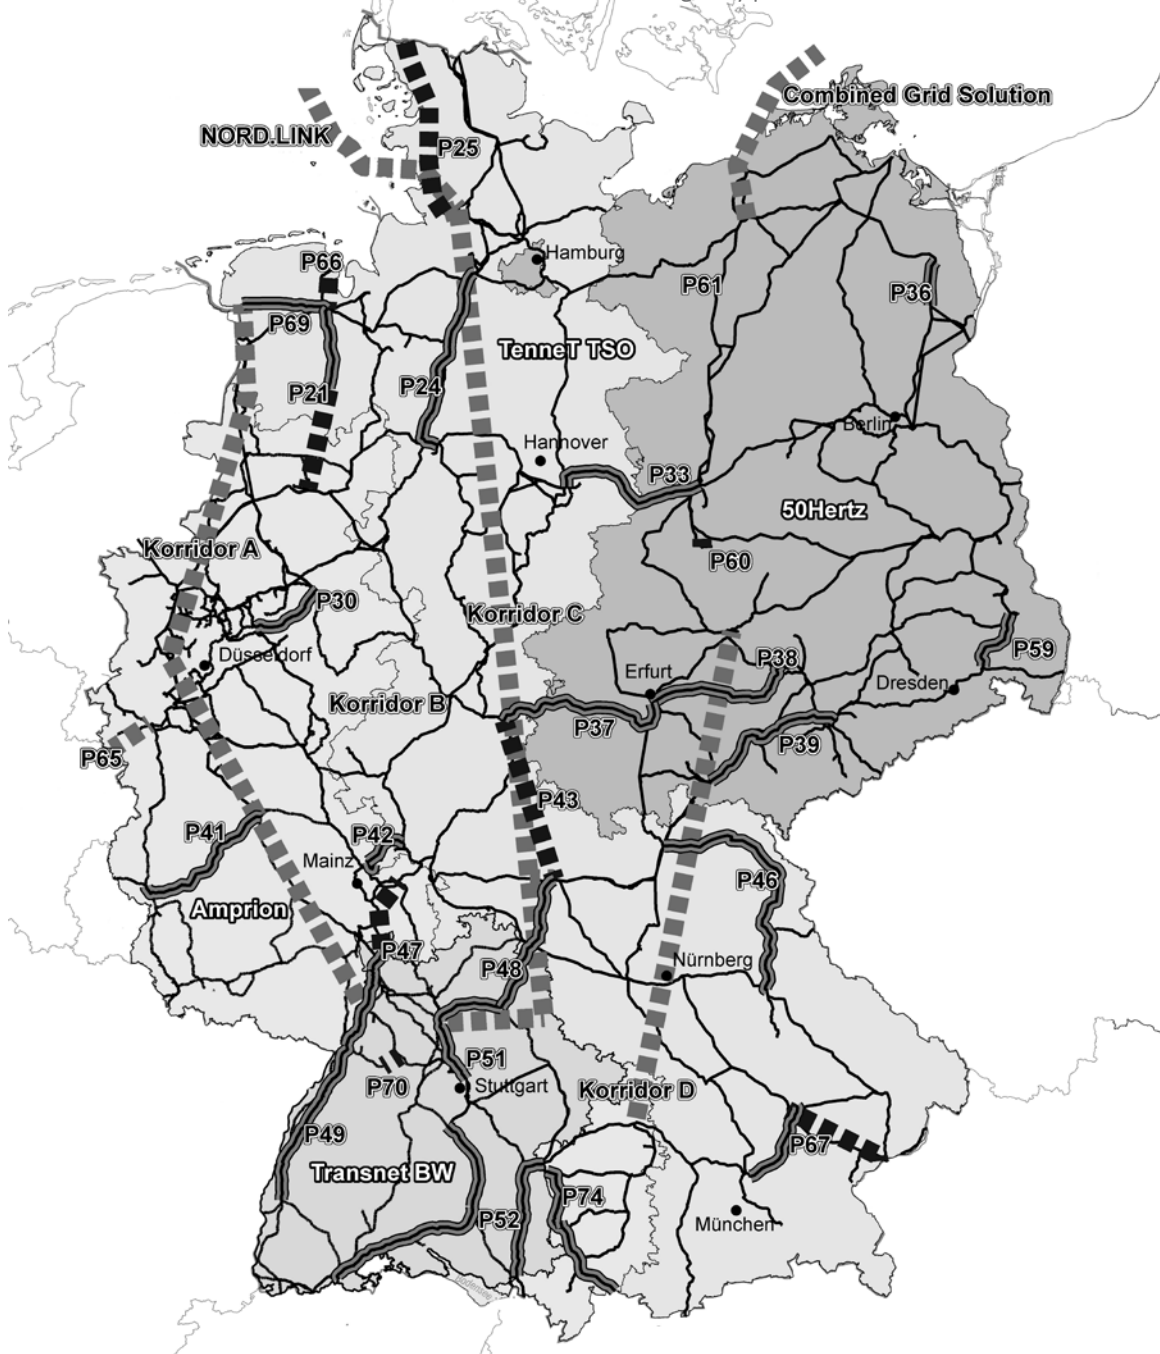 Combined Grid Solution
NORD.LINK
P25
Hamburg
P66
P61
P36
P69
TenneT TSO
P21
P24
Berlin
Hannover
P33
50Hertz
Korridor A
P60
P30
Korridor C
Düsseldorf
P59
P38
Erfurt
Dresden
Korridor B
P37
P39
P65
P43
P41
P42
Mainz
P46
Amprion
P47
Nürnberg
P48
P51
P70
Stuttgart
Korridor D
P49
P67
Transnet BW
P74
P52
München
Bodensee